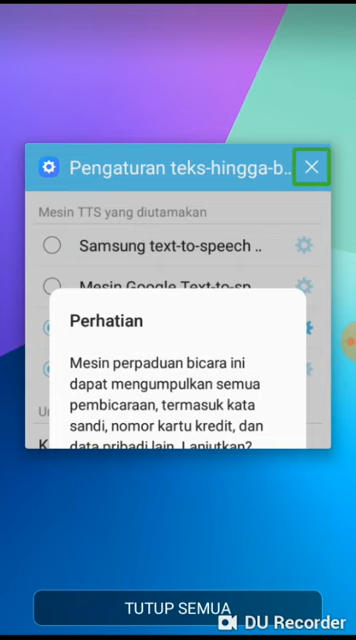 Pengaturan teks-hingga-b..
Mesin TTS yang diutamakan
Samsung text-to-speech ..
Mesin Google Text-to-sp
Perhatian
Mesin perpaduan bicara ini
dapat mengumpulkan semua
pembicaraan, termasuk kata
sandi, nomor kartu kredit, dan
data pribadi lain. Lanjutkan?
TUTUP SEMUA
DU Recorder